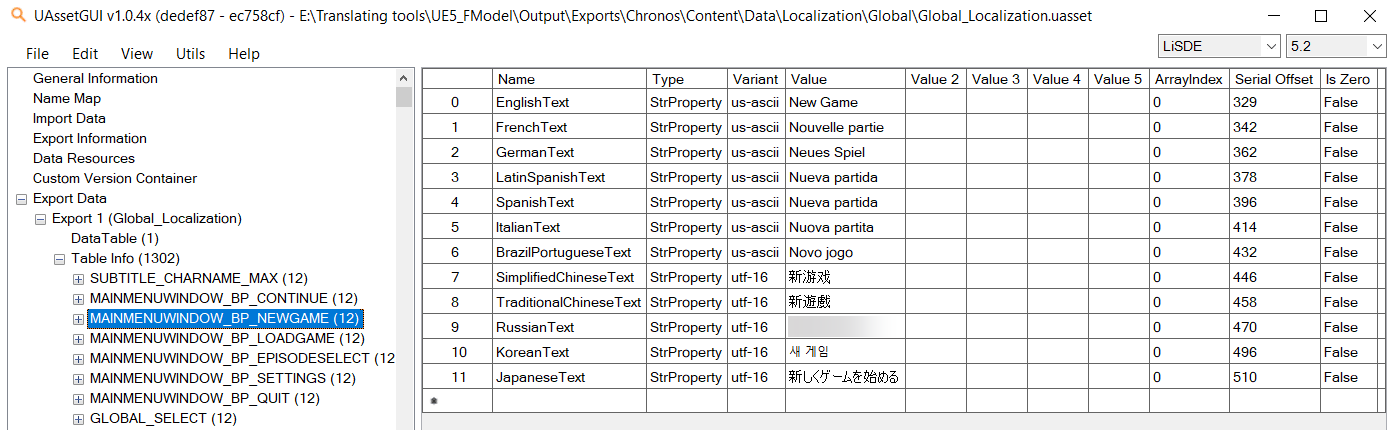 UAssetGUI v1.0.4x (dedef87 - ec758cf) - E:\Translating tools\UE5_FModel\Output\Exports\Chronos\Content\Data\Localization\Global\Global_Localization.uasset
File Edit View Utils Help
LiSDE 5.2
General Information
Name Map
Import Data
Export Information
Data Resources
Custom Version Container
Export Data
Export 1 (Global_Localization)
DataTable (1)
Table Info (1302)
SUBTITLE_CHARNAME_MAX (12)
MAINMENUWINDOW_BP_CONTINUE (12)
MAINMENUWINDOW_BP_NEWGAME (12)
MAINMENUWINDOW_BP_LOADGAME (12)
MAINMENUWINDOW_BP_EPISODESELECT (12
MAINMENUWINDOW_BP_SETTINGS (12)
MAINMENUWINDOW_BP_QUIT (12)
GLOBAL_SELECT (12)
Name Type Variant Value Value 2 Value 3 Value 4 Value 5 ArrayIndex Serial Offset Is Zero
0 EnglishText StrProperty us-ascii New Game 0 329 False
1 FrenchText StrProperty us-ascii Nouvelle partie 0 342 False
2 GermanText StrProperty us-ascii Neues Spiel 0 362 False
3 LatinSpanishText StrProperty us-ascii Nueva partida 0 378 False
4 SpanishText StrProperty us-ascii Nueva partida 0 396 False
5 ItalianText StrProperty us-ascii Nuova partita 0 414 False
6 BrazilPortugueseText StrProperty us-ascii Novo jogo 0 432 False
7 SimplifiedChineseText StrProperty utf-16 新游戏 0 446 False
8 TraditionalChineseText StrProperty utf-16 新遊戲 0 458 False
9 RussianText StrProperty utf-16 0 470 False
10 KoreanText StrProperty utf-16 새 게임 0 496 False
11 JapaneseText StrProperty utf-16 新しくゲームを始める 0 510 False